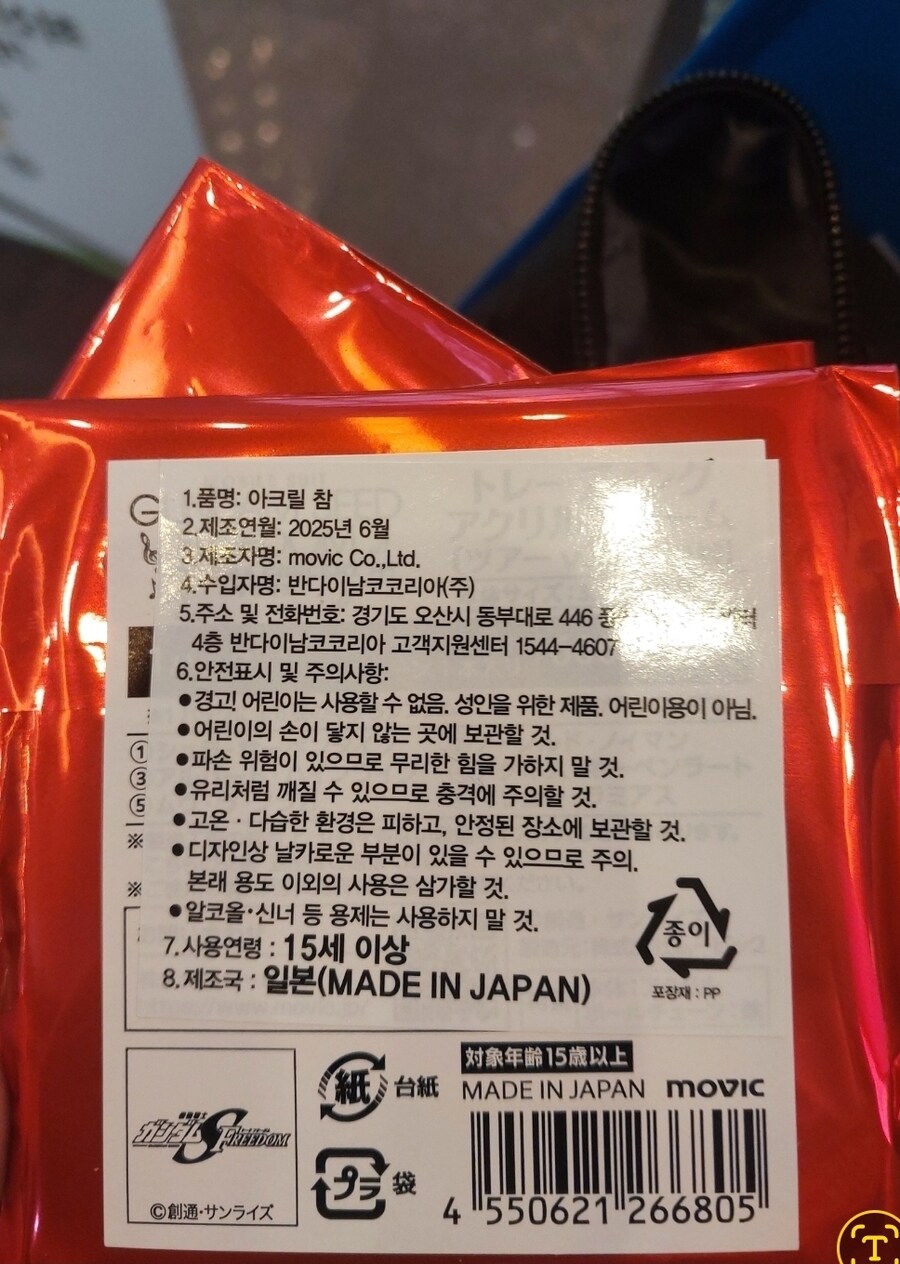 1.품명: 아크릴 참
2.제조연월: 2025년 6월
3.제조자명: movic Co.,Ltd.
4.수입자명: 반다이남코코리아(주)
5.주소 및 전화번호: 경기도 오산시 동부대로 446
4층 반다이남코코리아 고객지원센터 1544-4607
6.안전표시 및 주의사항:
●경고! 어린이는 사용할 수 없음. 성인을 위한 제품. 어린이용이 아님.
●어린이의 손이 닿지 않는 곳에 보관할 것.
●파손 위험이 있으므로 무리한 힘을 가하지 말 것.
●유리처럼 깨질 수 있으므로 충격에 주의할 것.
●고온 · 다습한 환경은 피하고, 안정된 장소에 보관할 것.
●디자인상 날카로운 부분이 있을 수 있으므로 주의.
본래 용도 이외의 사용은 삼가할 것.
●알코올·신너 등 용제는 사용하지 말 것.
7.사용연령 : 15세 이상
8.제조국 : 일본(MADE IN JAPAN)
종이
포장재 : PP
①
③
⑤
※
※
機動戦士
ガンダムSEED FREEDOM
©創通・サンライズ
紙 台紙
プラ 袋
対象年齢15歳以上
MADE IN JAPAN movic
4 550621 266805